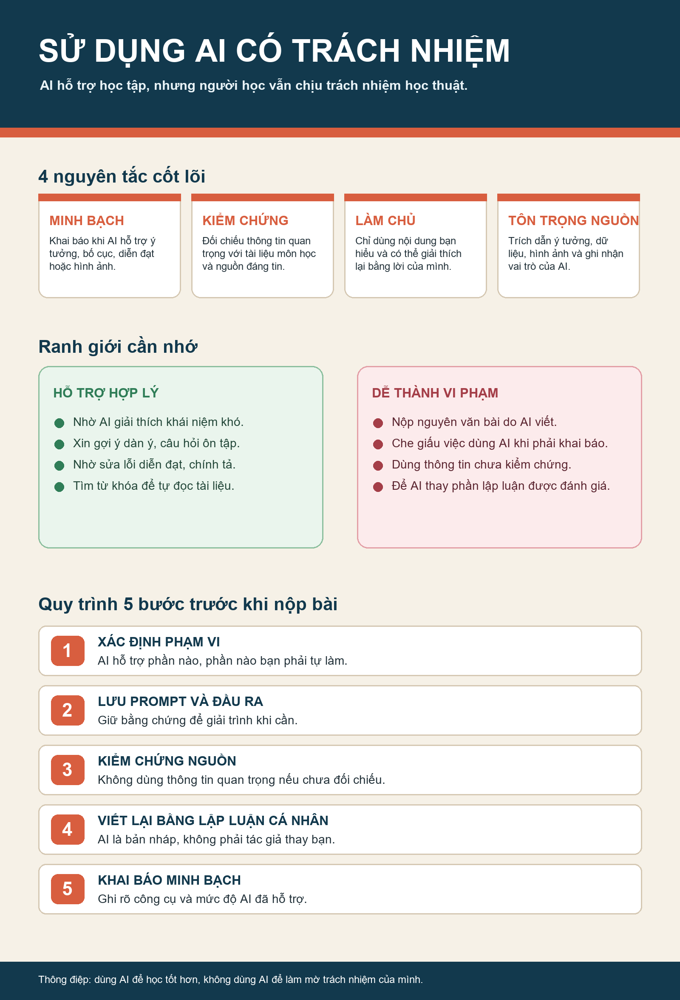 SỬ DỤNG AI CÓ TRÁCH NHIỆM
AI hỗ trợ học tập, nhưng người học vẫn chịu trách nhiệm học thuật.
4 nguyên tắc cốt lõi
MINH BẠCH
Khai báo khi AI hỗ trợ ý
tưởng, bố cục, diễn đạt
hoặc hình ảnh.
KIỂM CHỨNG
Đối chiếu thông tin quan
trọng với tài liệu môn học
và nguồn đáng tin.
LÀM CHỦ
Chỉ dùng nội dung bạn
hiểu và có thể giải thích
lại bằng lời của mình.
TÔN TRỌNG NGUỒN
Trích dẫn ý tưởng, dữ
liệu, hình ảnh và ghi nhận
vai trò của AI.
Ranh giới cần nhớ
HỖ TRỢ HỢP LÝ
Nhờ AI giải thích khái niệm khó.
Xin gợi ý dàn ý, câu hỏi ôn tập.
Nhờ sửa lỗi diễn đạt, chính tả.
Tìm từ khóa để tự đọc tài liệu.
DỄ THÀNH VI PHẠM
Nộp nguyên văn bài do AI viết.
Che giấu việc dùng AI khi phải khai báo.
Dùng thông tin chưa kiểm chứng.
Để AI thay phần lập luận được đánh giá.
Quy trình 5 bước trước khi nộp bài
1
XÁC ĐỊNH PHẠM VI
AI hỗ trợ phần nào, phần nào bạn phải tự làm.
2
LƯU PROMPT VÀ ĐẦU RA
Giữ bằng chứng để giải trình khi cần.
3
KIỂM CHỨNG NGUỒN
Không dùng thông tin quan trọng nếu chưa đối chiếu.
4
VIẾT LẠI BẰNG LẬP LUẬN CÁ NHÂN
AI là bản nháp, không phải tác giả thay bạn.
5
KHAI BÁO MINH BẠCH
Ghi rõ công cụ và mức độ AI đã hỗ trợ.
Thông điệp: dùng AI để học tốt hơn, không dùng AI để làm mờ trách nhiệm của mình.